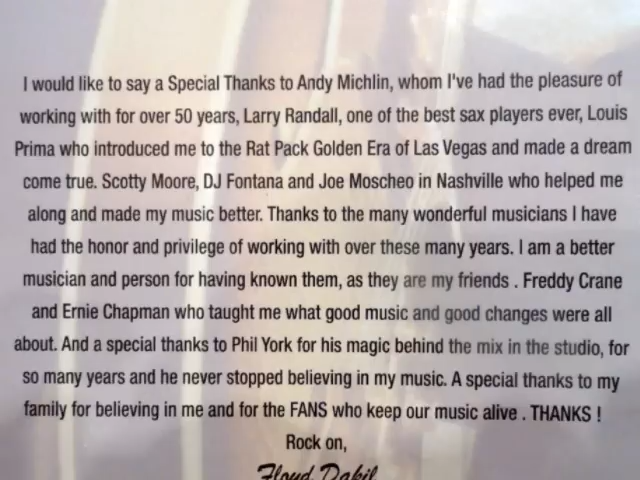 I would like to say a Special Thanks to Andy Michlin, whom I've had the pleasure of
working with for over 50 years, Larry Randall, one of the best sax players ever, Louis
Prima who introduced me to the Rat Pack Golden Era of Las Vegas and made a dream
come true. Scotty Moore, DJ Fontana and Joe Moscheo in Nashville who helped me
along and made my music better. Thanks to the many wonderful musicians I have
had the honor and privilege of working with over these many years. I am a better
musician and person for having known them, as they are my friends . Freddy Crane
and Ernie Chapman who taught me what good music and good changes were all
about. And a special thanks to Phil York for his magic behind the mix in the studio, for
so many years and he never stopped believing in my music. A special thanks to my
family for believing in me and for the FANS who keep our music alive . THANKS !
Rock on,
Floyd Dakil